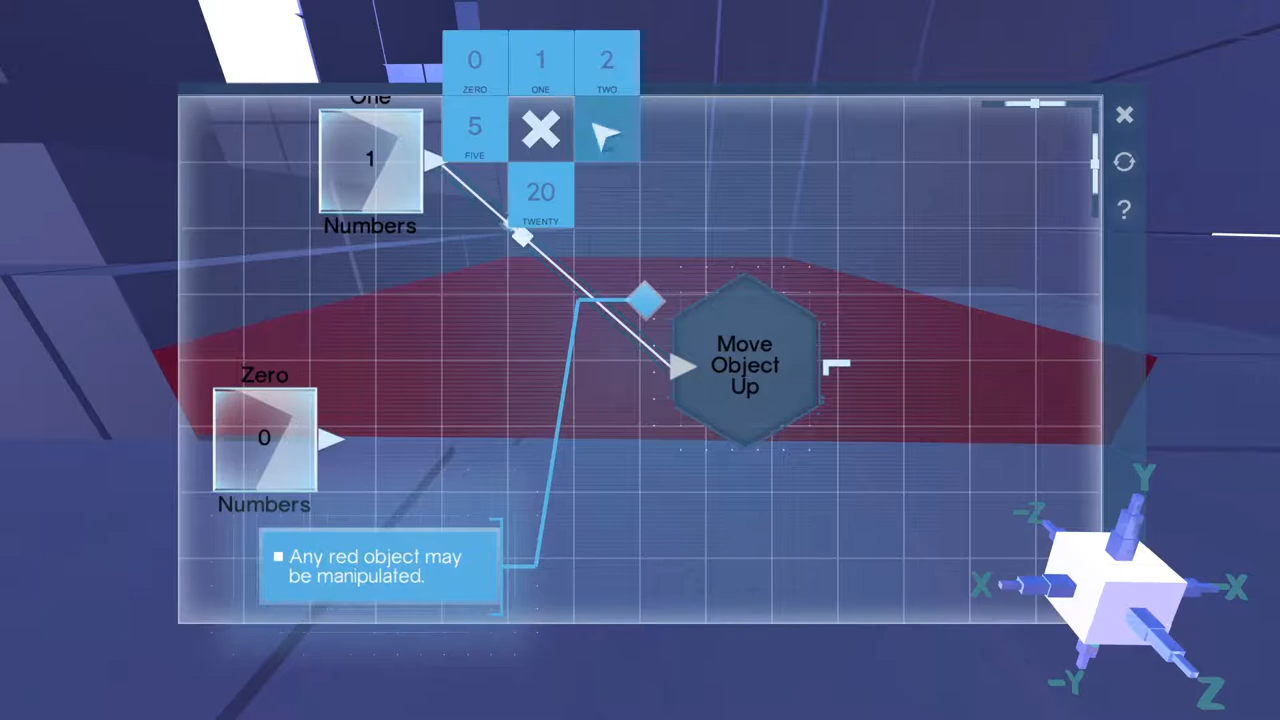 0
ZERO
1
ONE
2
TWO
One
1
Numbers
5
FIVE
20
TWENTY
?
Move
Object
Up
Zero
0
Numbers
Any red object may
be manipulated.
Y
-Z
X
-X
-Y
Z